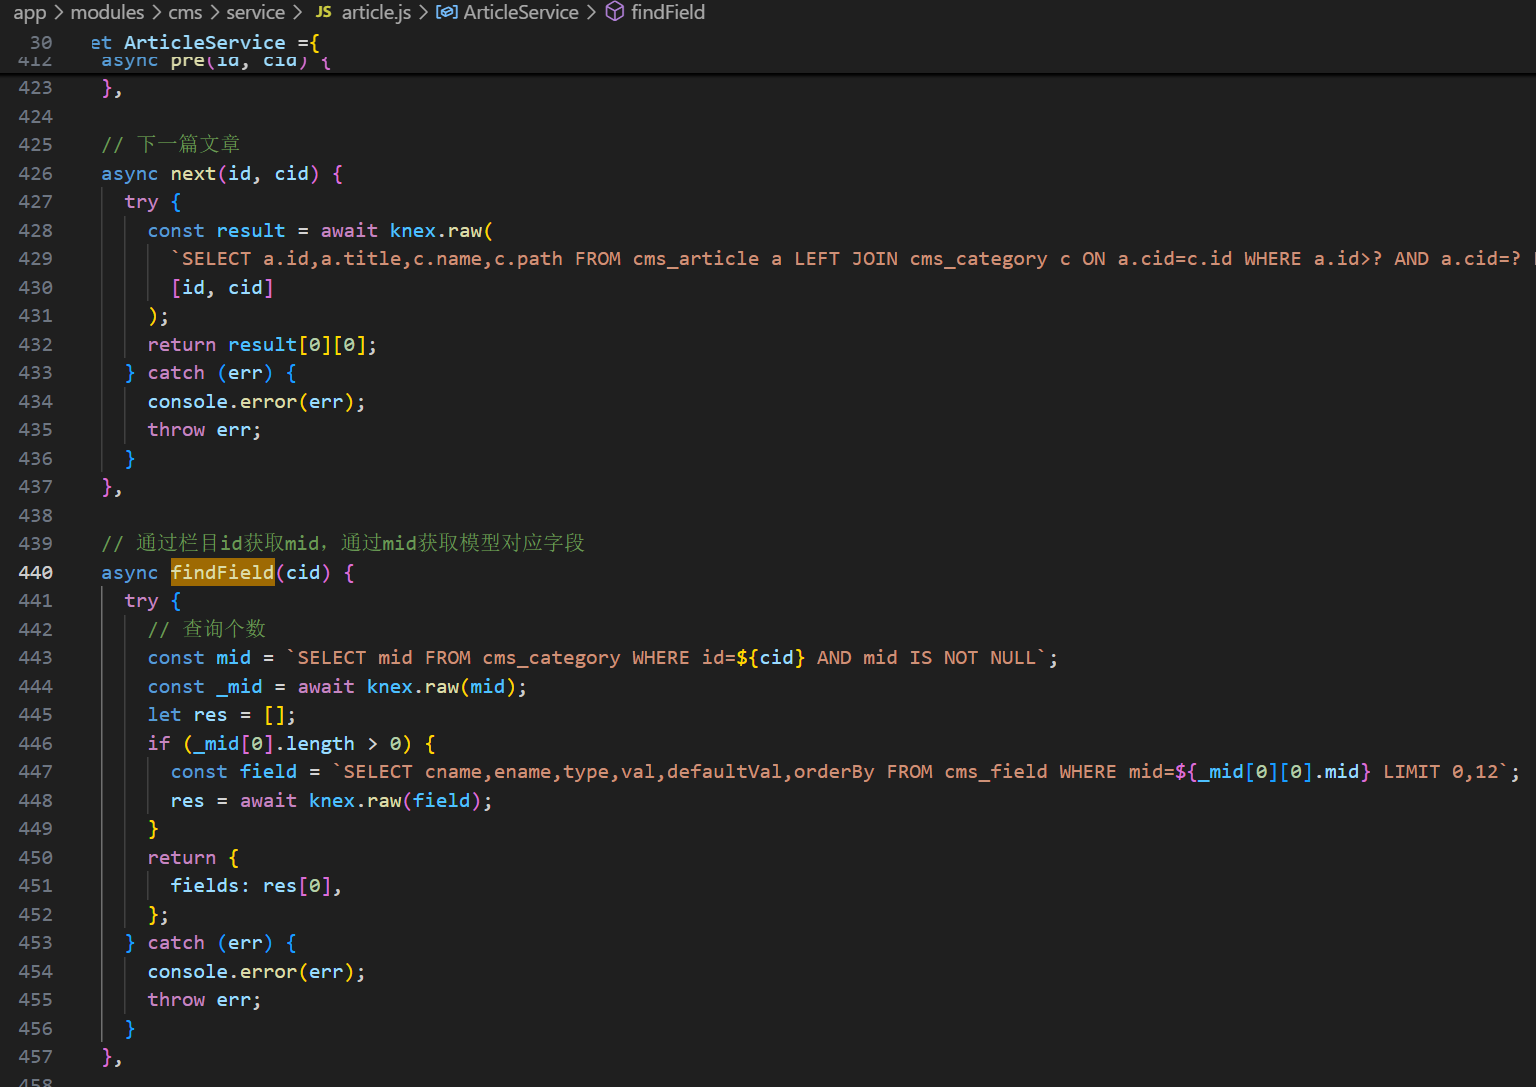 app > modules > cms > service > JS article.js > ArticleService > findField
30 et ArticleService ={
412 async pre(id, cid) {
423 },
424
425 // 下一篇文章
426 async next(id, cid) {
427 try {
428 const result = await knex.raw(
429 `SELECT a.id,a.title,c.name,c.path FROM cms_article a LEFT JOIN cms_category c ON a.cid=c.id WHERE a.id>? AND a.cid=?
430 [id, cid]
431 );
432 return result[0][0];
433 } catch (err) {
434 console.error(err);
435 throw err;
436 }
437 },
438
439 // 通过栏目id获取mid，通过mid获取模型对应字段
440 async findField(cid) {
441 try {
442 // 查询个数
443 const mid = `SELECT mid FROM cms_category WHERE id=${cid} AND mid IS NOT NULL`;
444 const _mid = await knex.raw(mid);
445 let res = [];
446 if (_mid[0].length > 0) {
447 const field = `SELECT cname,ename,type,val,defaultVal,orderBy FROM cms_field WHERE mid=${_mid[0][0].mid} LIMIT 0,12`;
448 res = await knex.raw(field);
449 }
450 return {
451 fields: res[0],
452 };
453 } catch (err) {
454 console.error(err);
455 throw err;
456 }
457 },
458